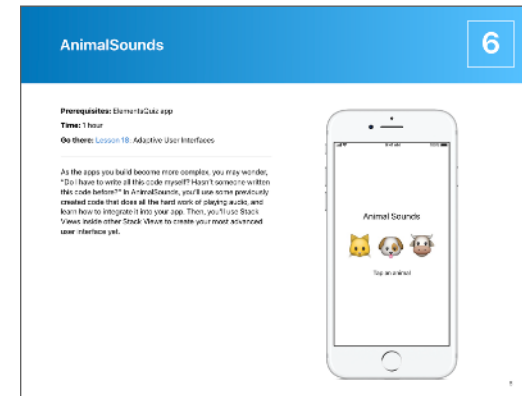 AnimalSounds
6
Prerequisites: ElementsQuiz app
Time: 1 hour
Go there: Lesson 18: Adaptive User Interfaces
As the apps you build become more complex, you may wonder,
"Do I have to write all this code myself? Hasn't someone written
this code before?" In AnimalSounds, you'll use some previously
created code that does all the hard work of playing audio, and
learn how to integrate it into your app. Then, you'll use Stack
Views inside other Stack Views to create your most advanced
user interface yet.
9:41 AM
Animal Sounds
Tap an animal